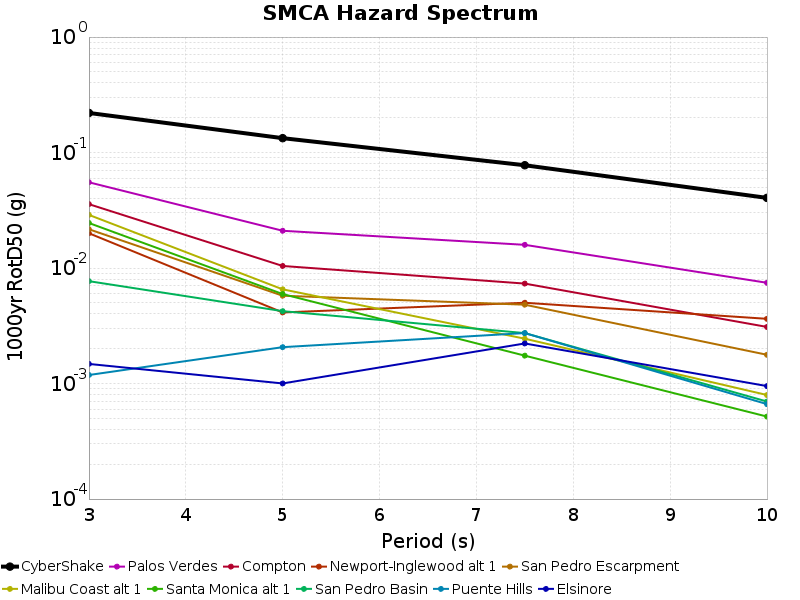 SMCA Hazard Spectrum
10^0
10^-1
10^-2
10^-3
10^-4
1000yr RotD50 (g)
3 4 5 6 7 8 9 10
Period (s)
CyberShake Palos Verdes Compton Newport-Inglewood alt 1 San Pedro Escarpment
Malibu Coast alt 1 Santa Monica alt 1 San Pedro Basin Puente Hills Elsinore